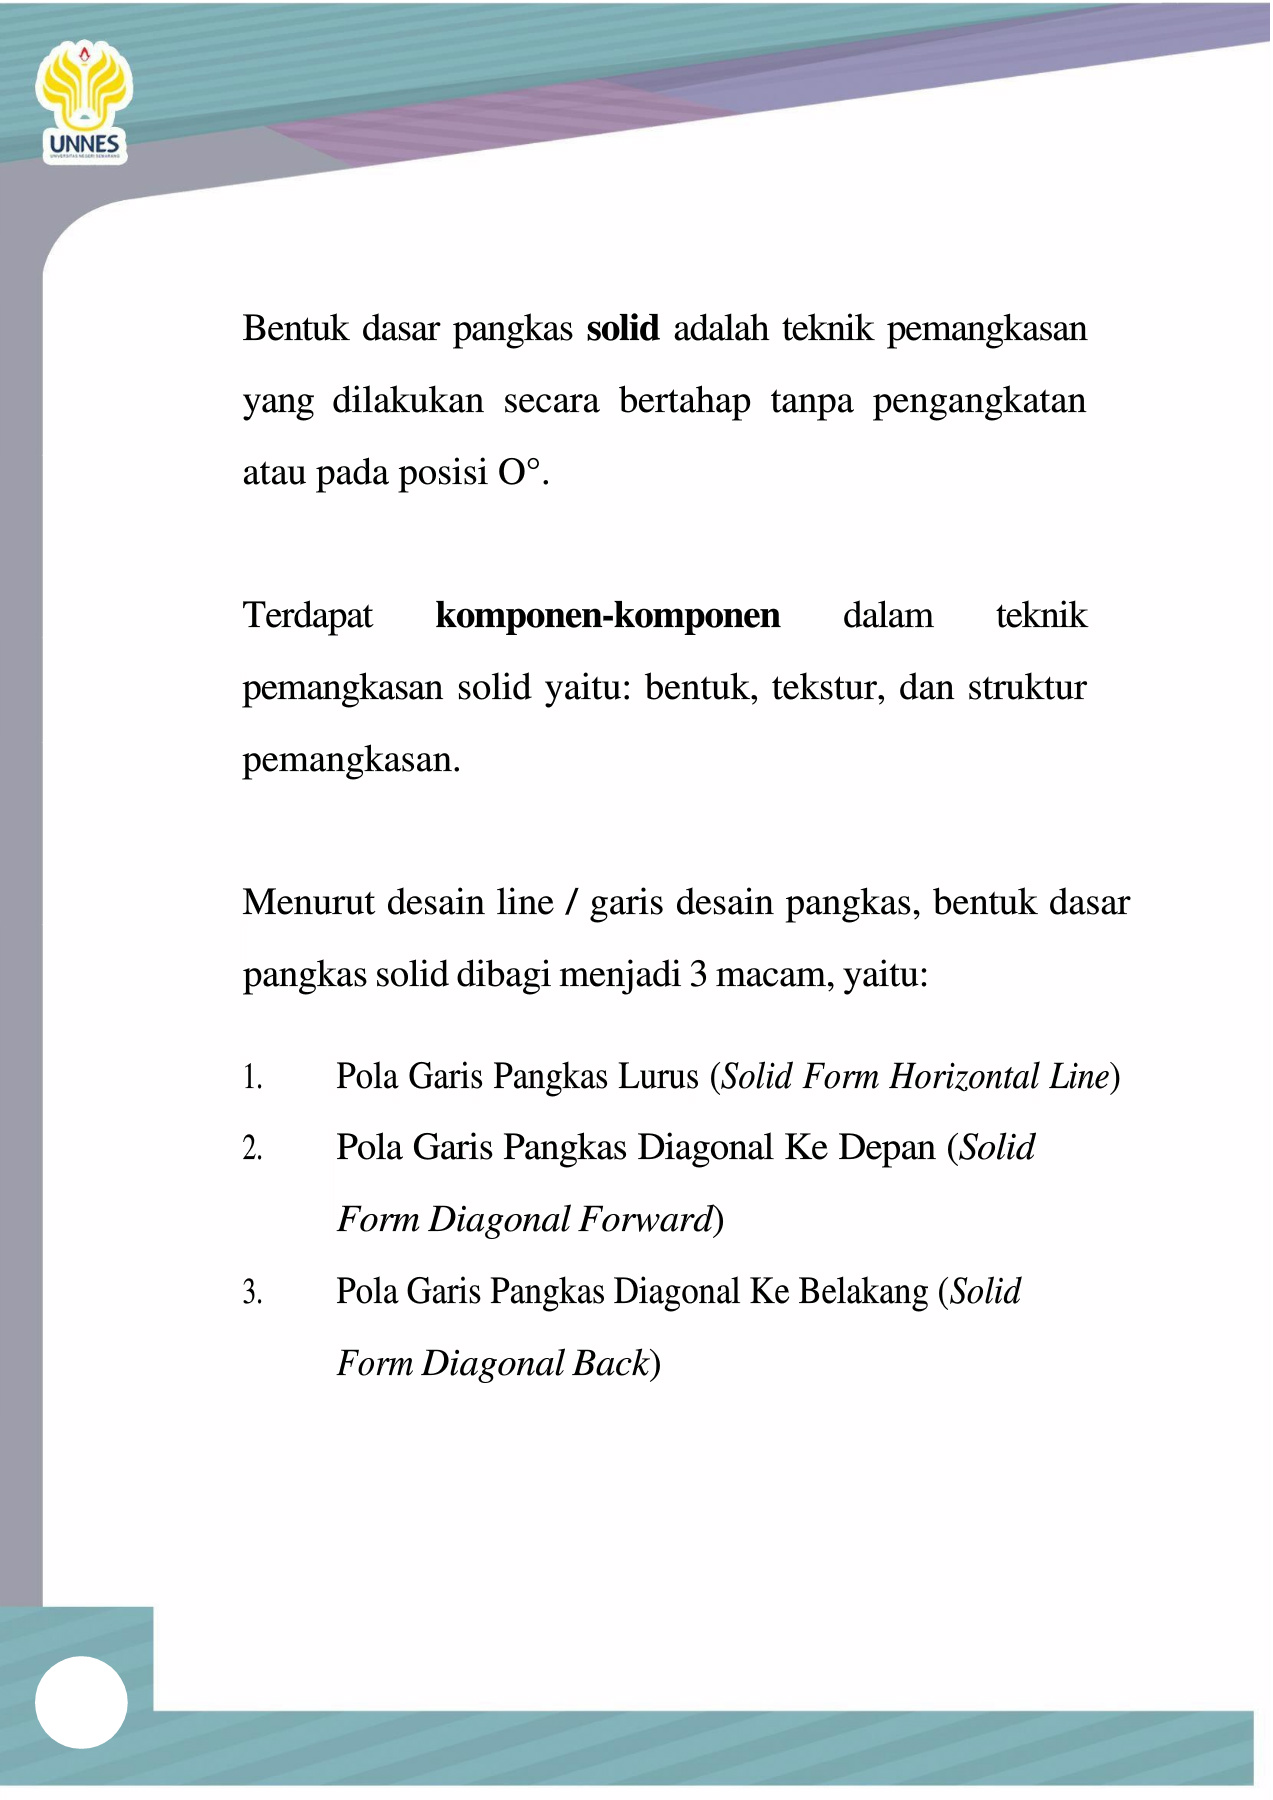 UNNES
UNIVERSITAS NEGERI SEMARANG
Bentuk dasar pangkas solid adalah teknik pemangkasan
yang dilakukan secara bertahap tanpa pengangkatan
atau pada posisi O°.
Terdapat komponen-komponen dalam teknik
pemangkasan solid yaitu: bentuk, tekstur, dan struktur
pemangkasan.
Menurut desain line / garis desain pangkas, bentuk dasar
pangkas solid dibagi menjadi 3 macam, yaitu:
1. Pola Garis Pangkas Lurus (Solid Form Horizontal Line)
2. Pola Garis Pangkas Diagonal Ke Depan (Solid
Form Diagonal Forward)
3. Pola Garis Pangkas Diagonal Ke Belakang (Solid
Form Diagonal Back)